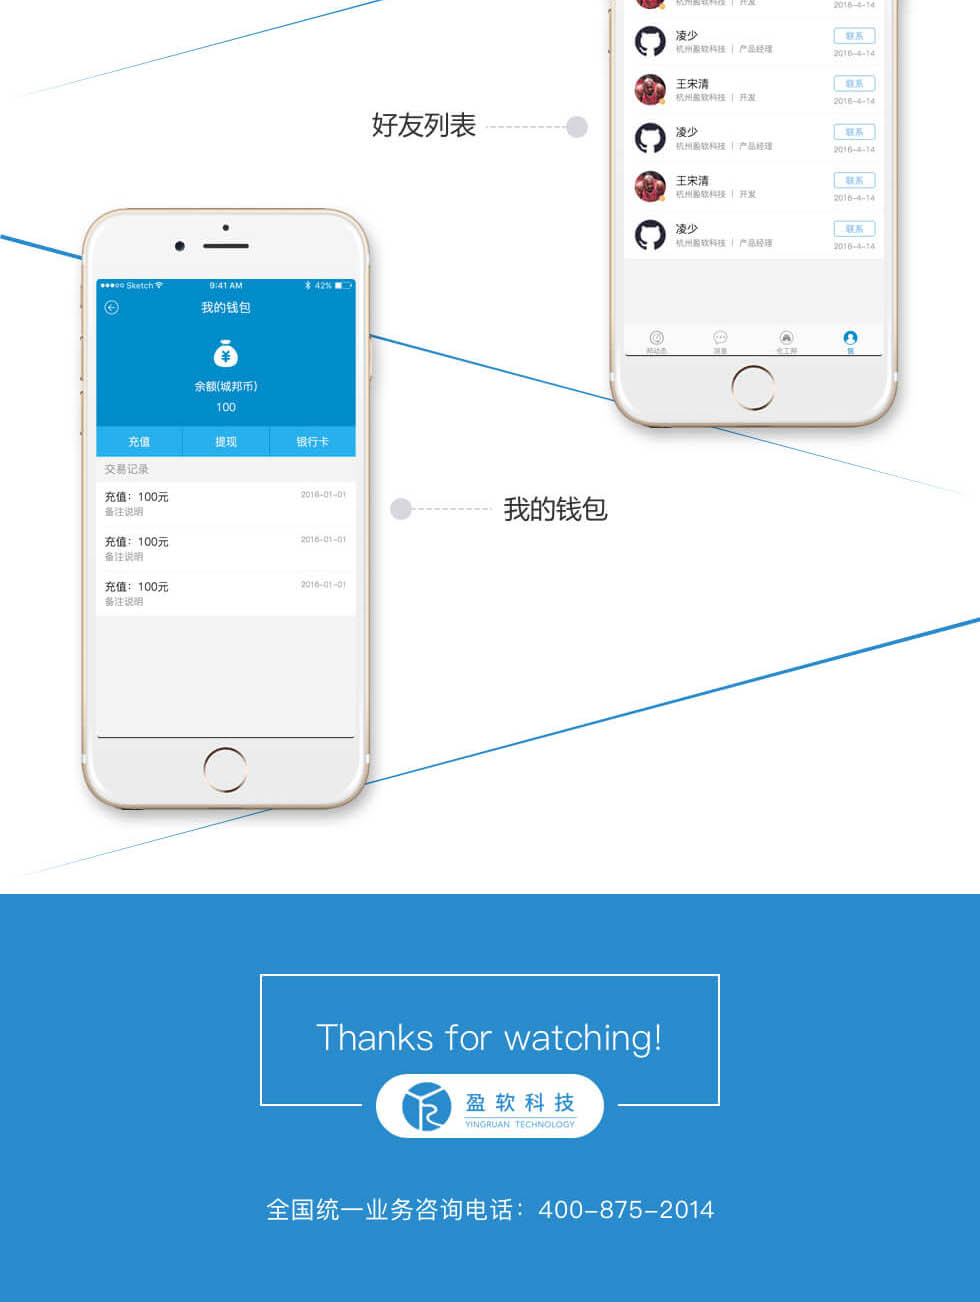 杭州盈软科技 | 开发
2016-4-14
凌少
联系
杭州盈软科技 | 产品经理
2016-4-14
王宋清
联系
杭州盈软科技 | 开发
2016-4-14
好友列表
凌少
联系
杭州盈软科技 | 产品经理
2016-4-14
王宋清
联系
杭州盈软科技 | 开发
2016-4-14
凌少
联系
杭州盈软科技 | 产品经理
2016-4-14
我
Sketch 9:41 AM 42%
我的钱包
余额(城邦币)
100
充值 提现 银行卡
交易记录
充值：100元 2016-01-01
备注说明
充值：100元 2016-01-01
备注说明
充值：100元 2016-01-01
备注说明
我的钱包
Thanks for watching!
盈软科技
YINGRUAN TECHNOLOGY
全国统一业务咨询电话：400-875-2014